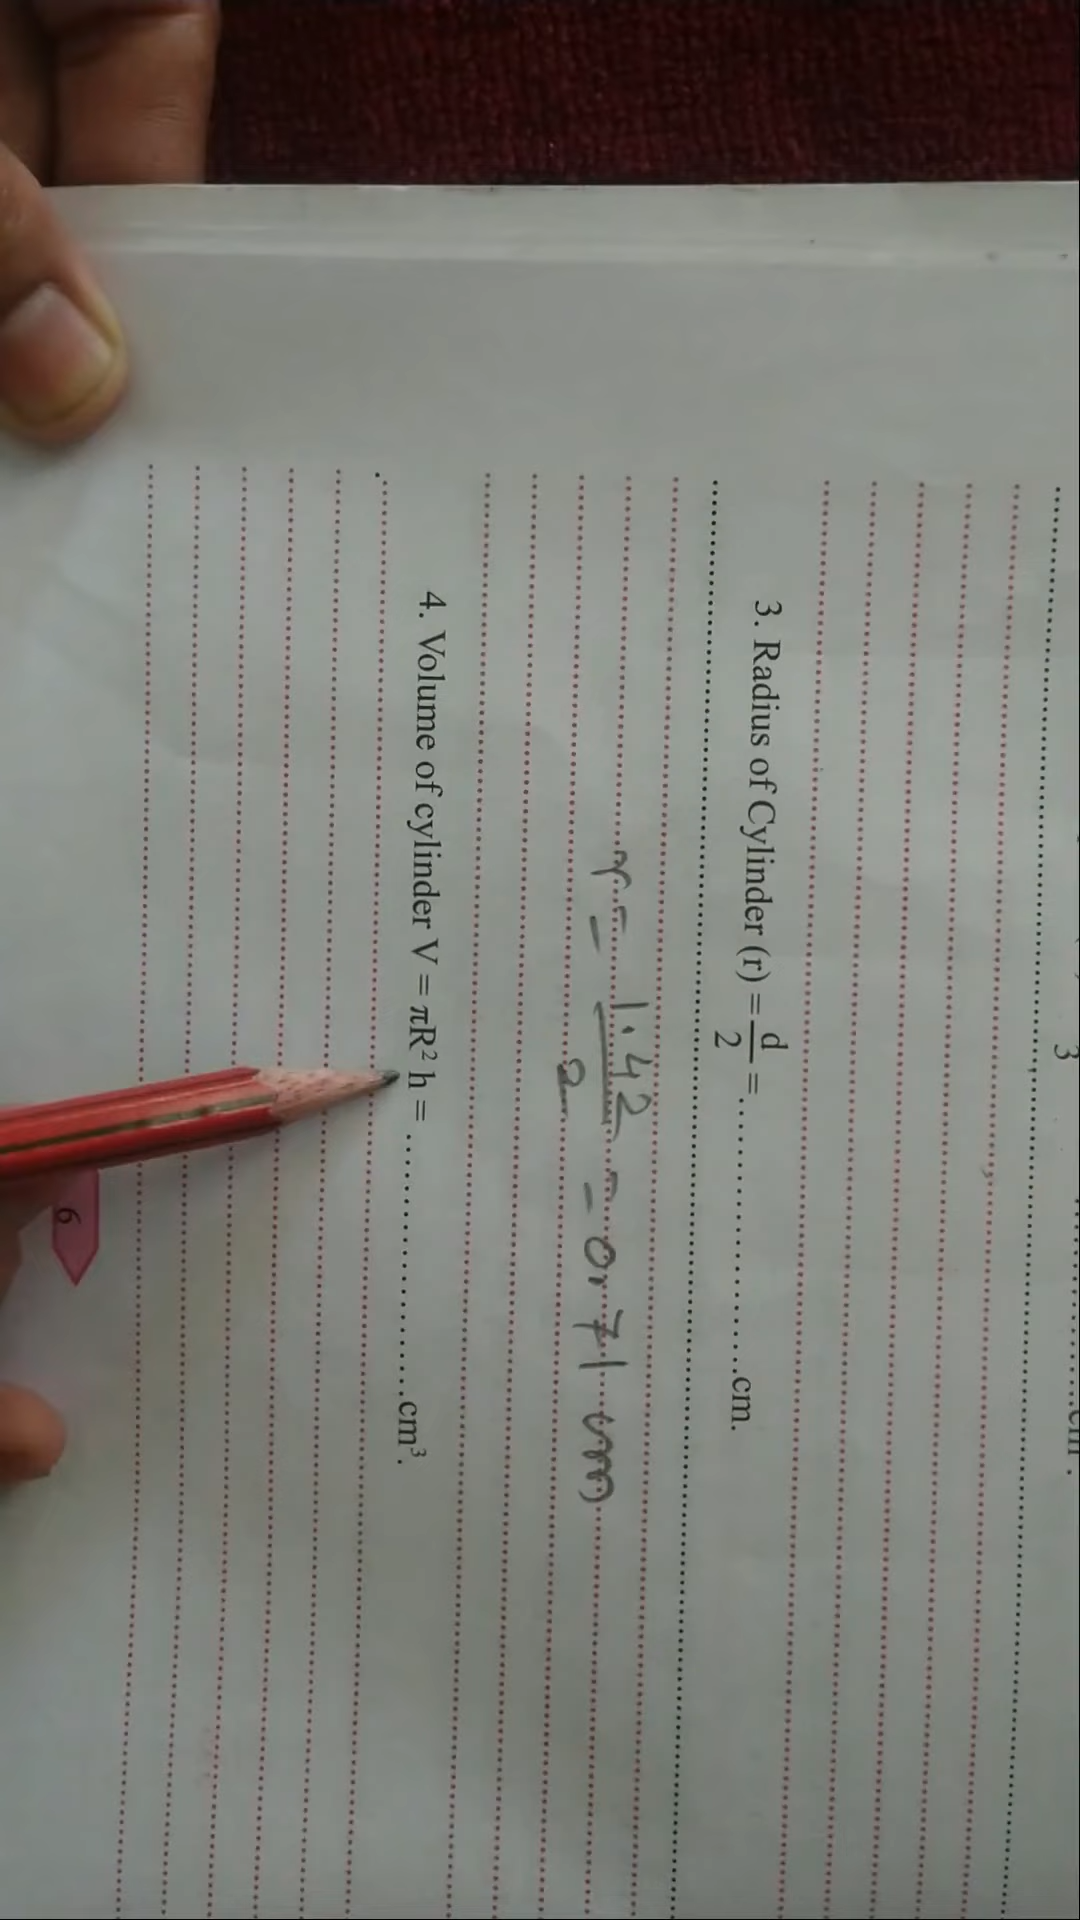 3
cm.
3. Radius of Cylinder (r) = d/2 = ....................cm.
r = 1.42/2 = 0.71 cm
4. Volume of cylinder V = πR² h = ....................cm³.
6